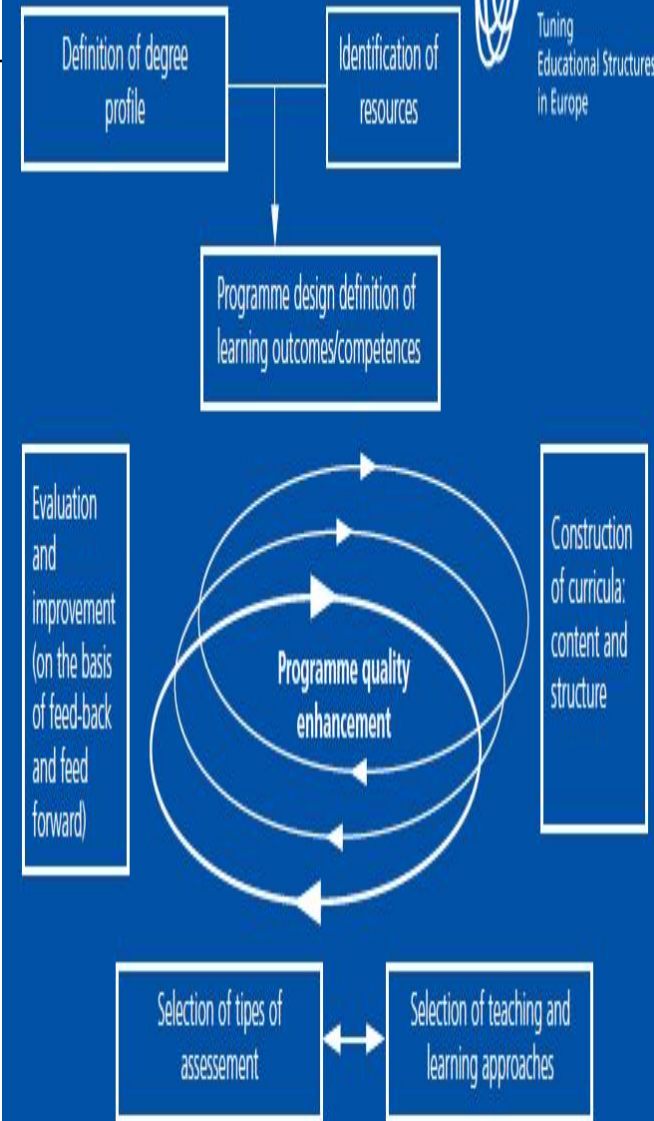 Definition of degree
profile
Identification of
resources
Tuning
Educational Structures
in Europe
Programme design definition of
learning outcomes/competences
Evaluation
and
improvement
(on the basis
of feed-back
and feed
forward)
Programme quality
enhancement
Construction
of curricula:
content and
structure
Selection of tipes of
assessement
Selection of teaching and
learning approaches